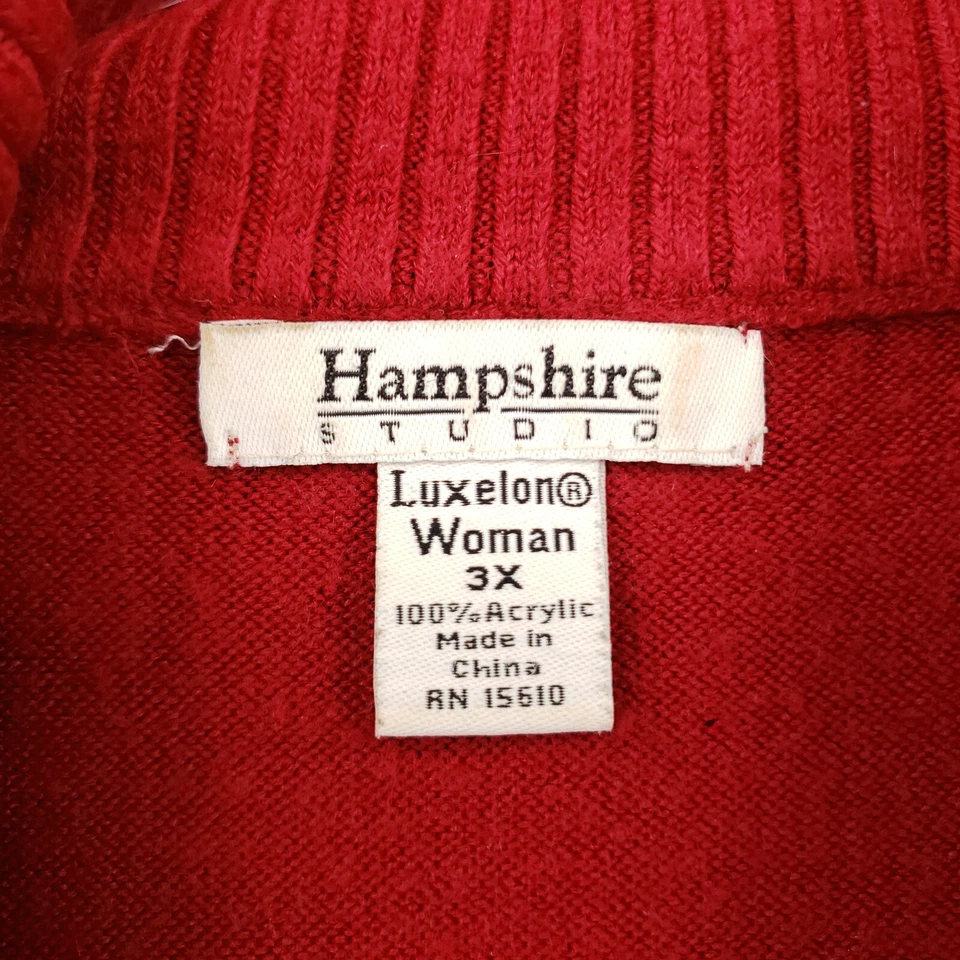 Hampshire
STUDIO
Luxelon®
Woman
3X
100% Acrylic
Made in
China
RN 15610